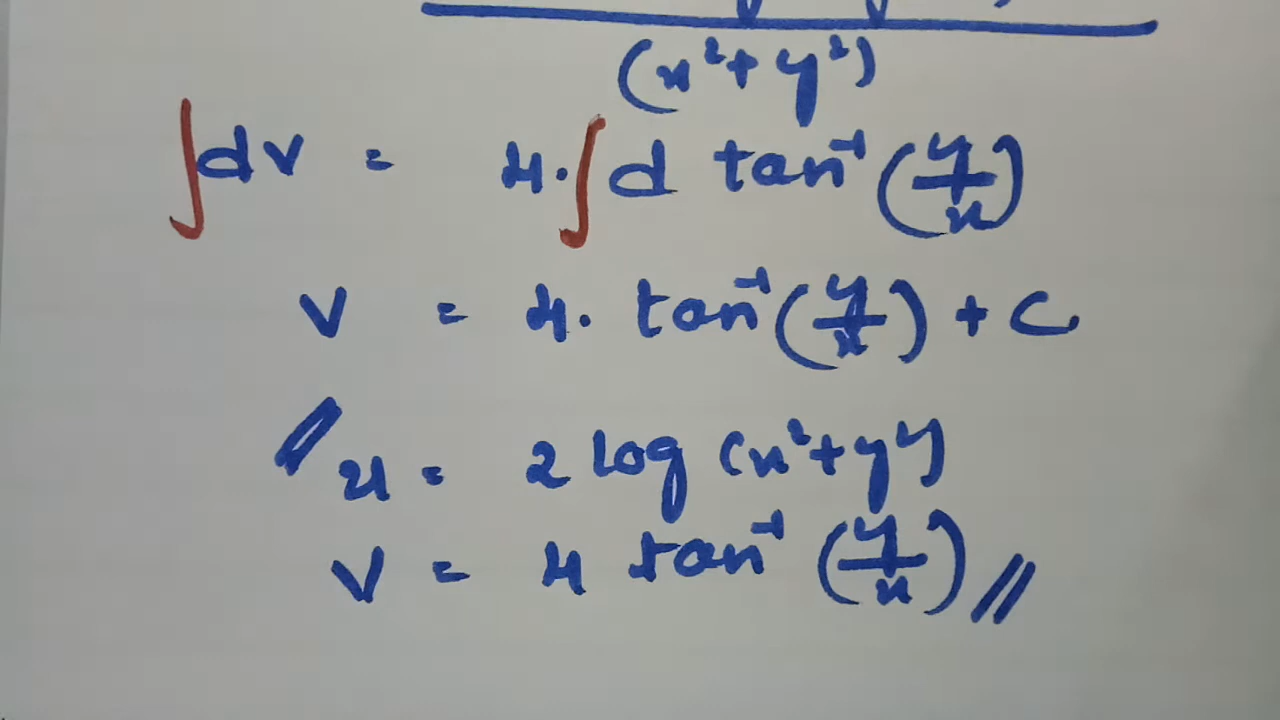 (x²+y²)
∫dv = 4.∫d tan⁻¹(y/x)
v = 4. tan⁻¹(y/x) + c
// u = 2 log (x²+y²)
v = 4 tan⁻¹(y/x) //